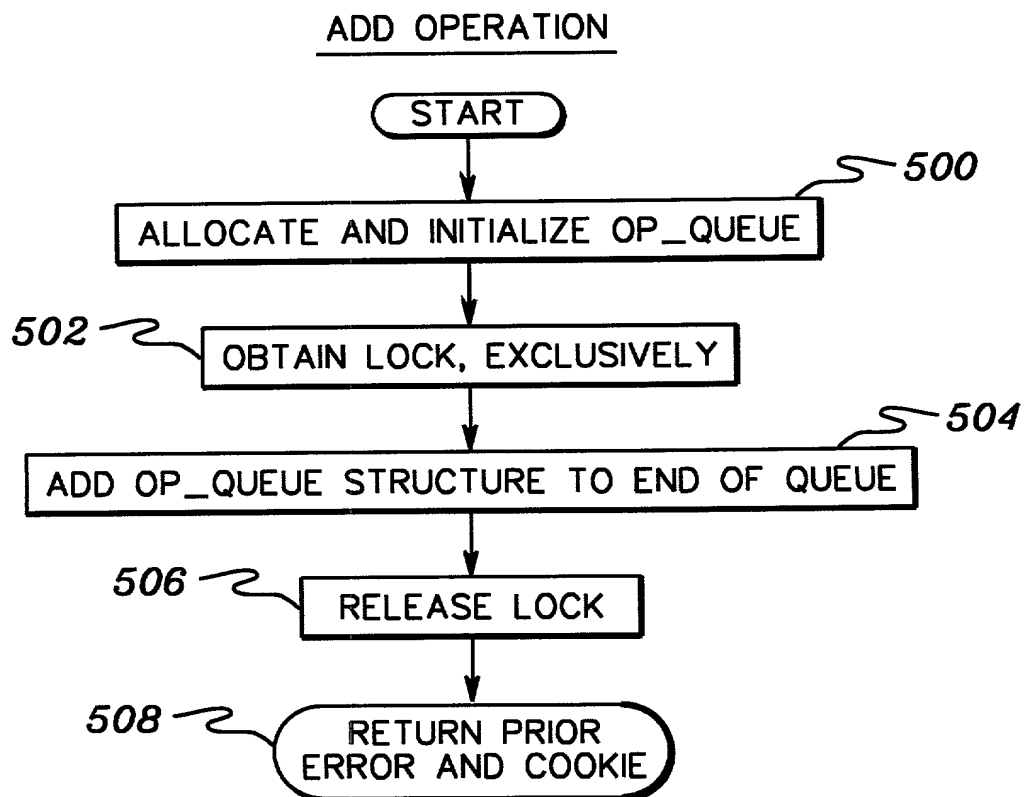 ADD OPERATION
START
500
ALLOCATE AND INITIALIZE OP_QUEUE
502
OBTAIN LOCK, EXCLUSIVELY
504
ADD OP_QUEUE STRUCTURE TO END OF QUEUE
506
RELEASE LOCK
508
RETURN PRIOR
ERROR AND COOKIE